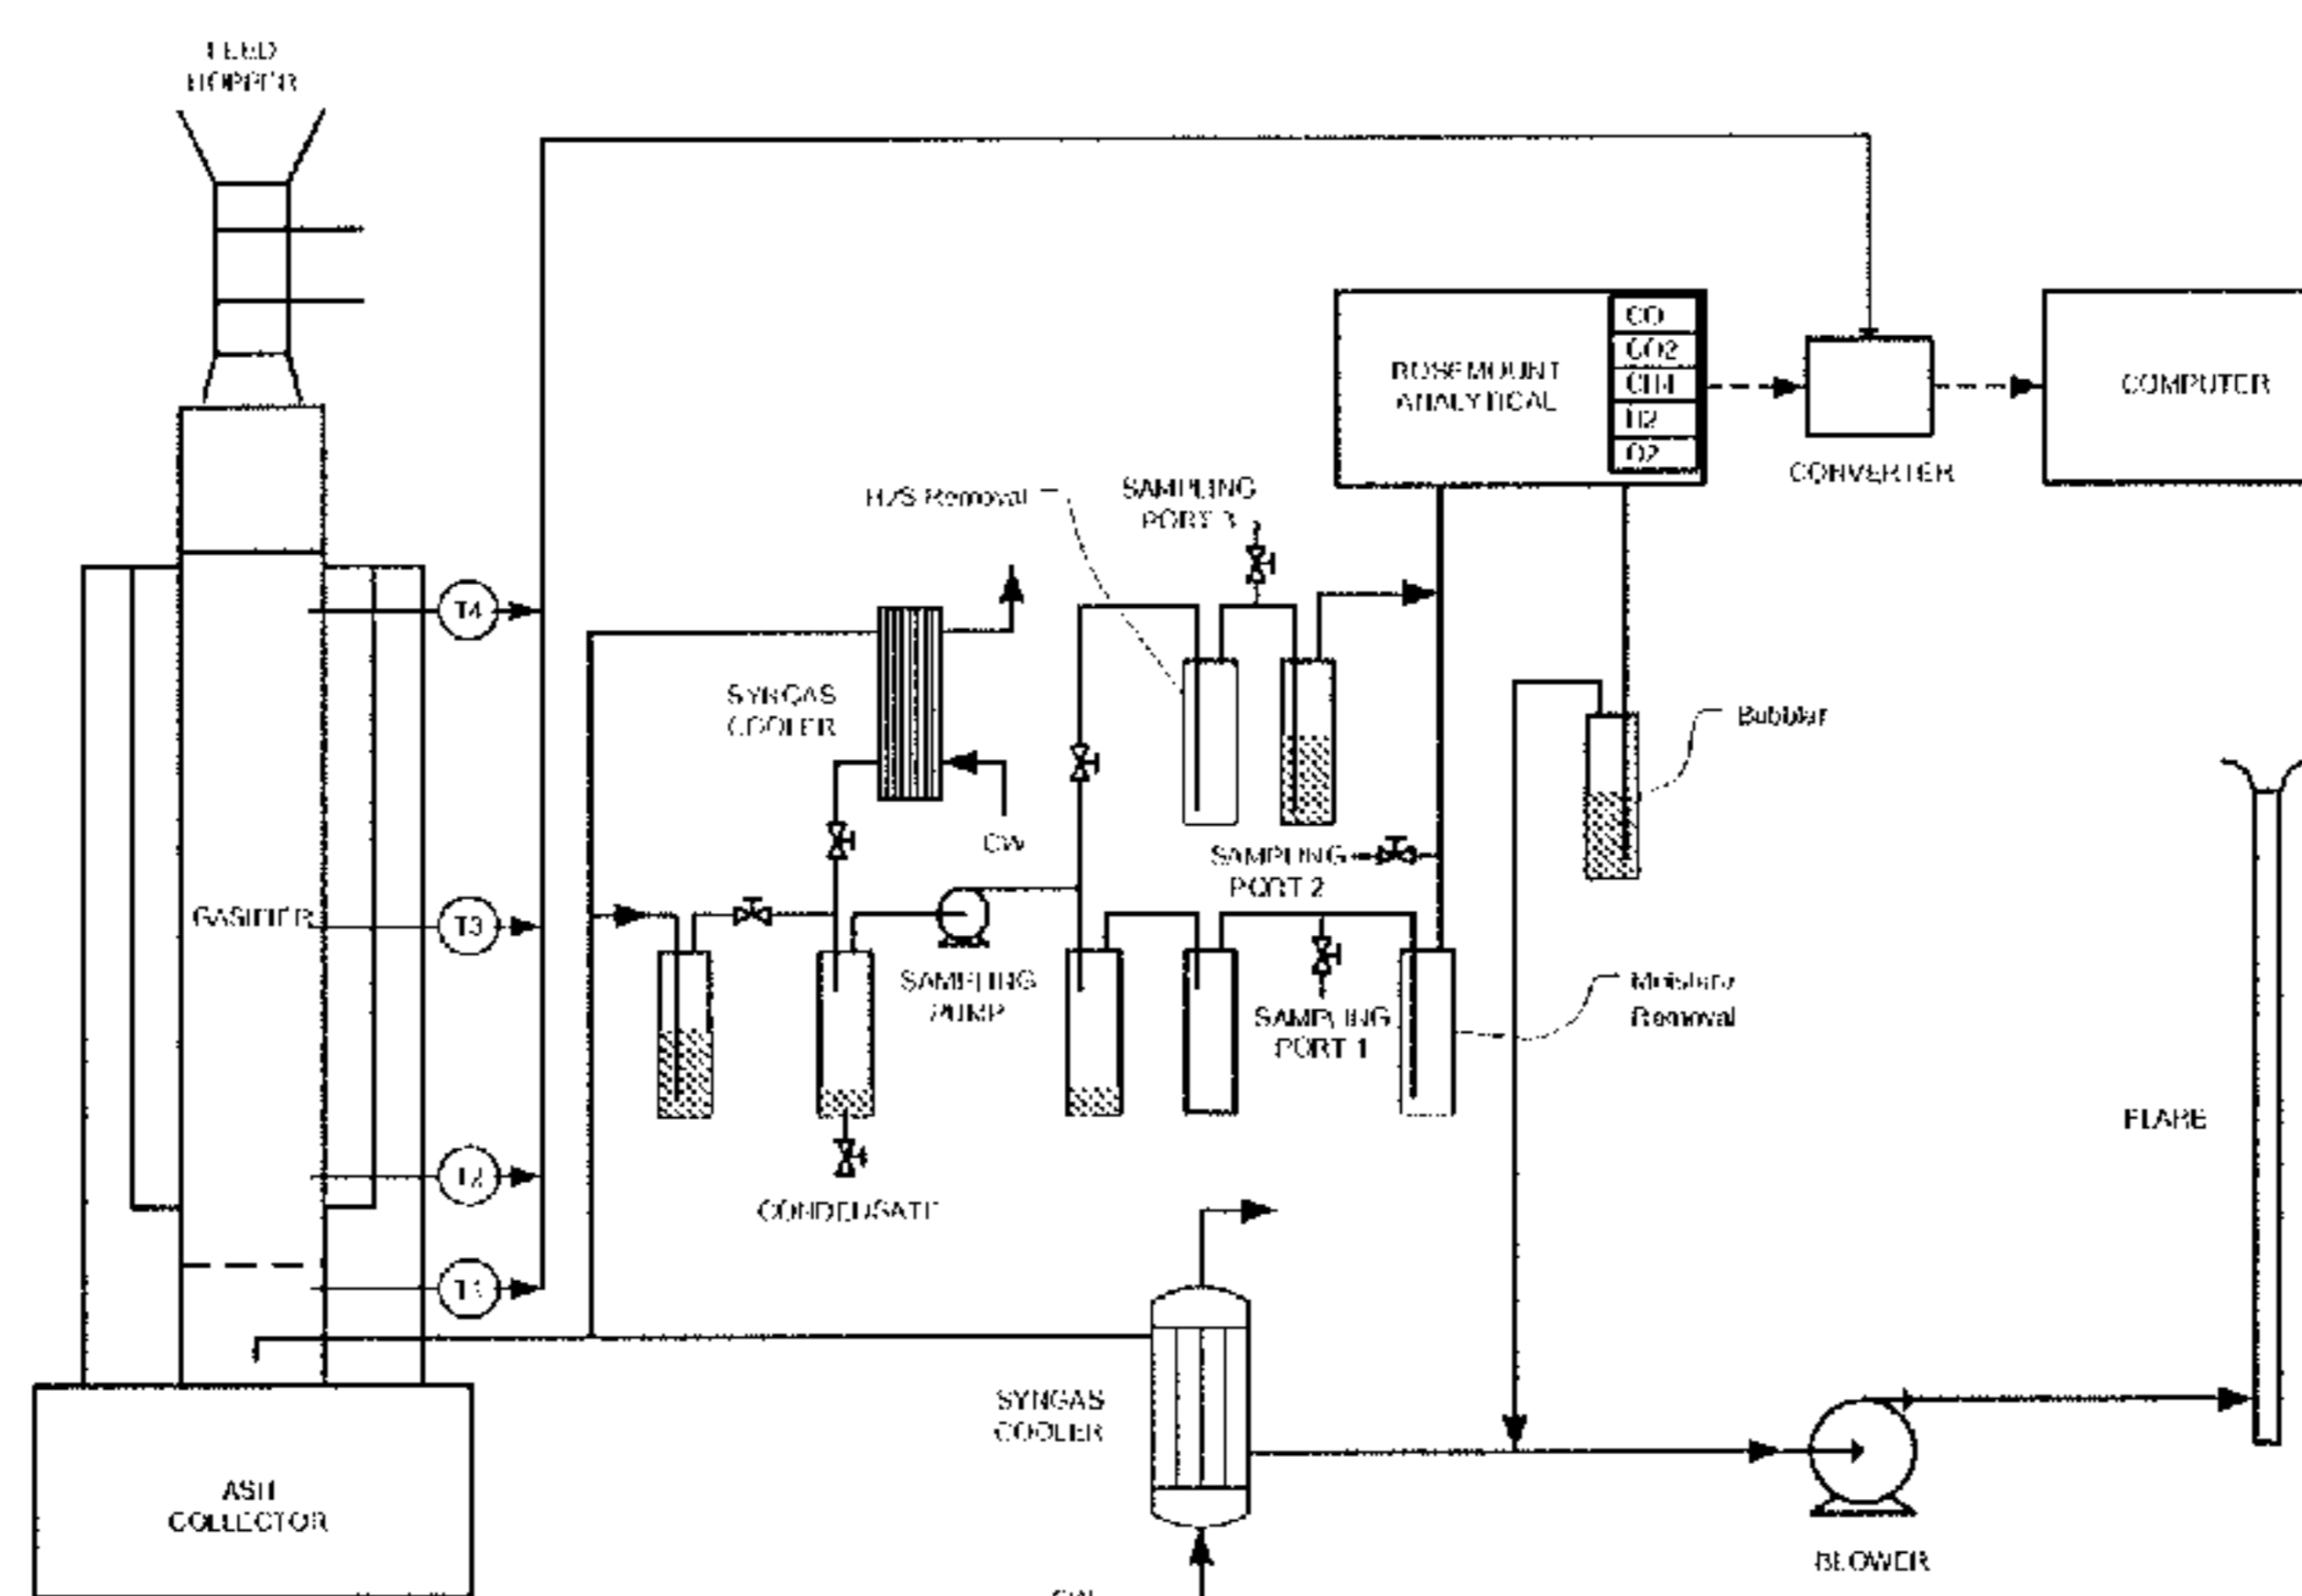 FEED
HOPPER
CO
CO2
CH4
H2
O2
ROSEMOUNT
ANALYTICAL
COMPUTER
CONVERTER
H2S Removal
SAMPLING
PORT 3
T4
SYNGAS
COOLER
Bubbler
CW
SAMPLING
PORT 2
GASIFIER
T3
SAMPLING
PUMP
SAMPLING
PORT 1
Moisture
Removal
FLARE
T2
CONDENSATE
T1
SYNGAS
COOLER
ASH
COLLECTOR
BLOWER
CW